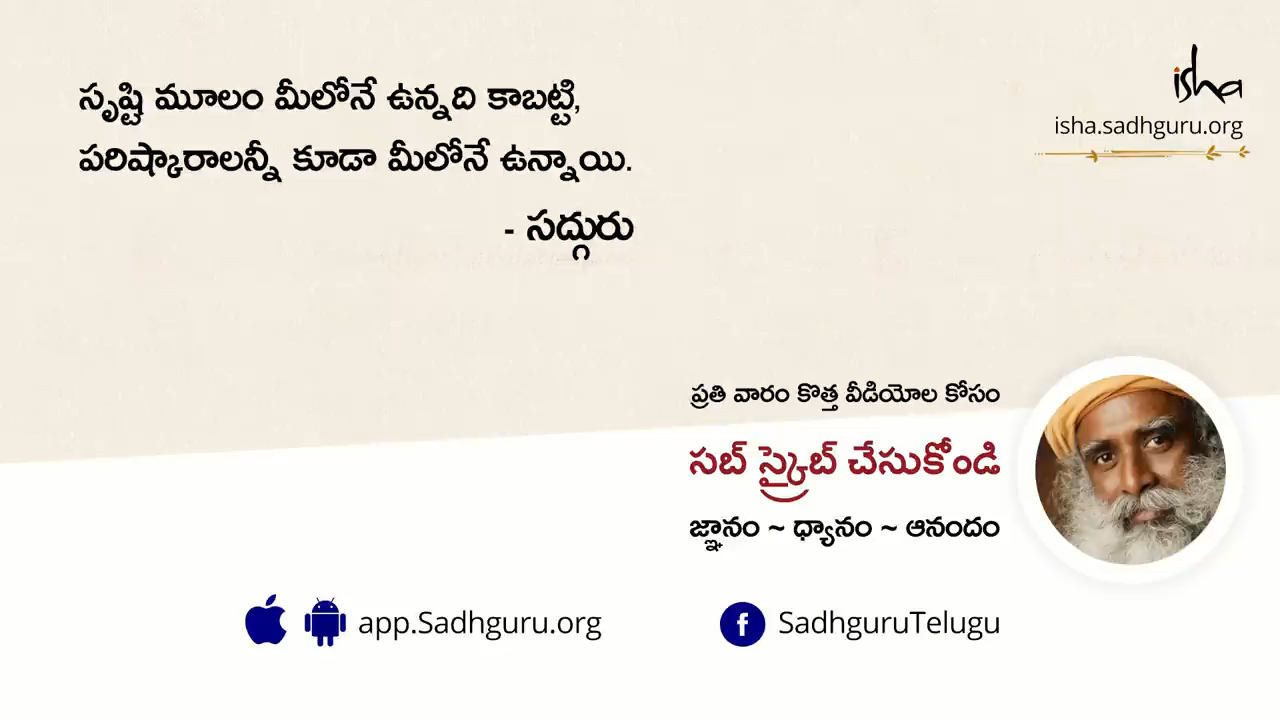 సృష్టి మూలం మీలోనే ఉన్నది కాబట్టి,
పరిష్కారాలన్నీ కూడా మీలోనే ఉన్నాయి.
- సద్గురు
isha
isha.sadhguru.org
ప్రతి వారం కొత్త వీడియోల కోసం
సబ్ స్క్రైబ్ చేసుకోండి
జ్ఞానం ~ ధ్యానం ~ ఆనందం
app.Sadhguru.org
SadhguruTelugu